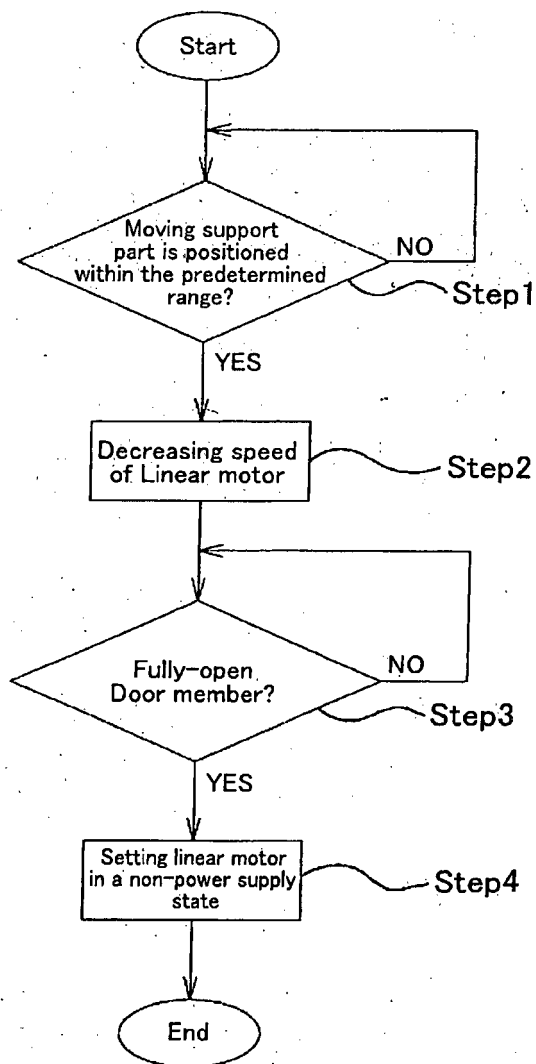 Start
Moving support
part is positioned
within the predetermined
range?
NO
Step1
YES
Decreasing speed
of Linear motor
Step2
Fully-open
Door member?
NO
Step3
YES
Setting linear motor
in a non-power supply
state
Step4
End